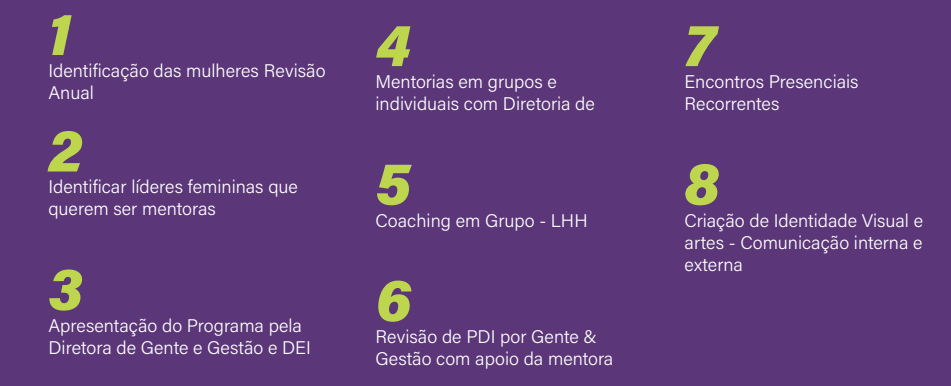 1
Identificação das mulheres Revisão
Anual
2
Identificar líderes femininas que
querem ser mentoras
3
Apresentação do Programa pela
Diretora de Gente e Gestão e DEI
4
Mentorias em grupos e
individuais com Diretoria de
5
Coaching em Grupo - LHH
6
Revisão de PDI por Gente &
Gestão com apoio da mentora
7
Encontros Presenciais
Recorrentes
8
Criação de Identidade Visual e
artes - Comunicação interna e
externa